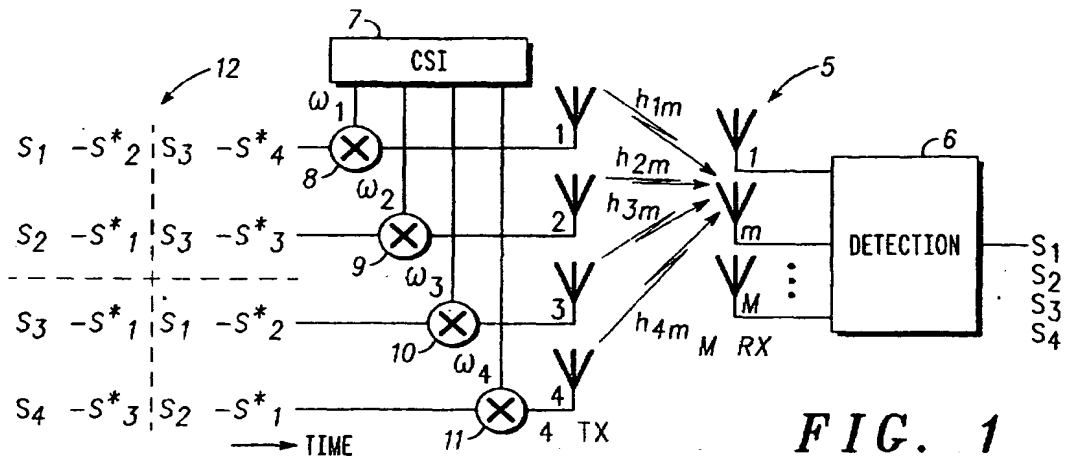 7
CSI
12
5
ω1
h1m
S1 -S*2 S3 -S*4
1
8
1
6
ω2
h2m
S2 -S*1 S3 -S*3
2
h3m
m
DETECTION
S1
9
ω3
S2
S3 -S*1 S1 -S*2
3
M
S3
10
ω4
h4m
M RX
S4
S4 -S*3 S2 -S*1
4
11
4 TX
TIME
FIG. 1